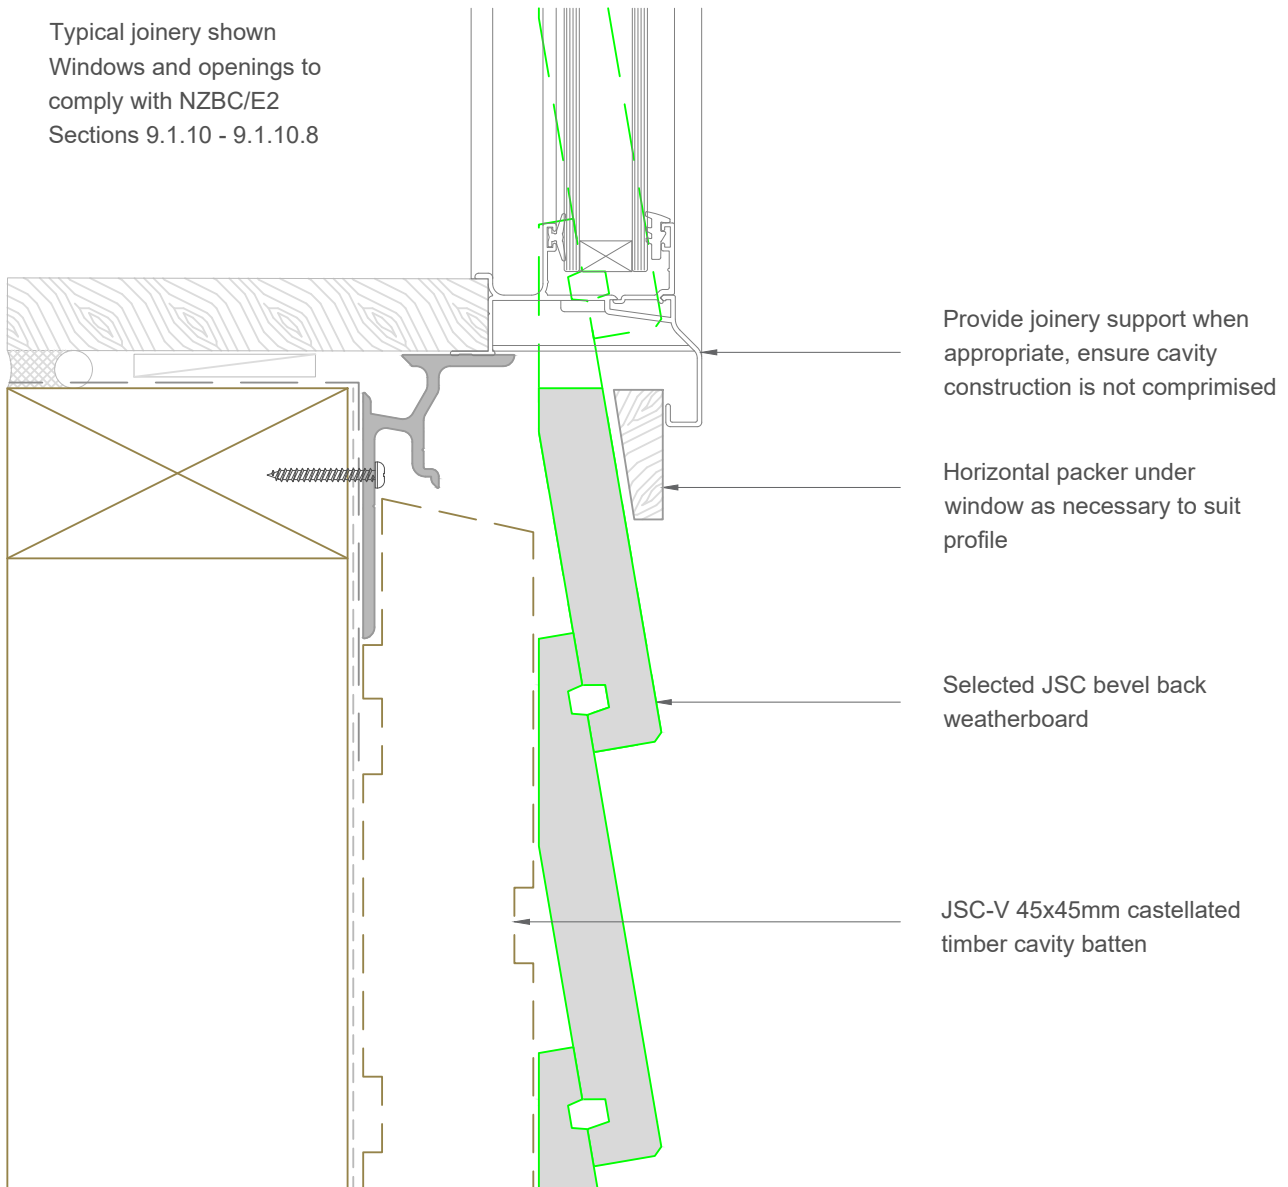 Typical joinery shown
Windows and openings to
comply with NZBC/E2
Sections 9.1.10 - 9.1.10.8
Provide joinery support when
appropriate, ensure cavity
construction is not comprimised
Horizontal packer under
window as necessary to suit
profile
Selected JSC bevel back
weatherboard
JSC-V 45x45mm castellated
timber cavity batten